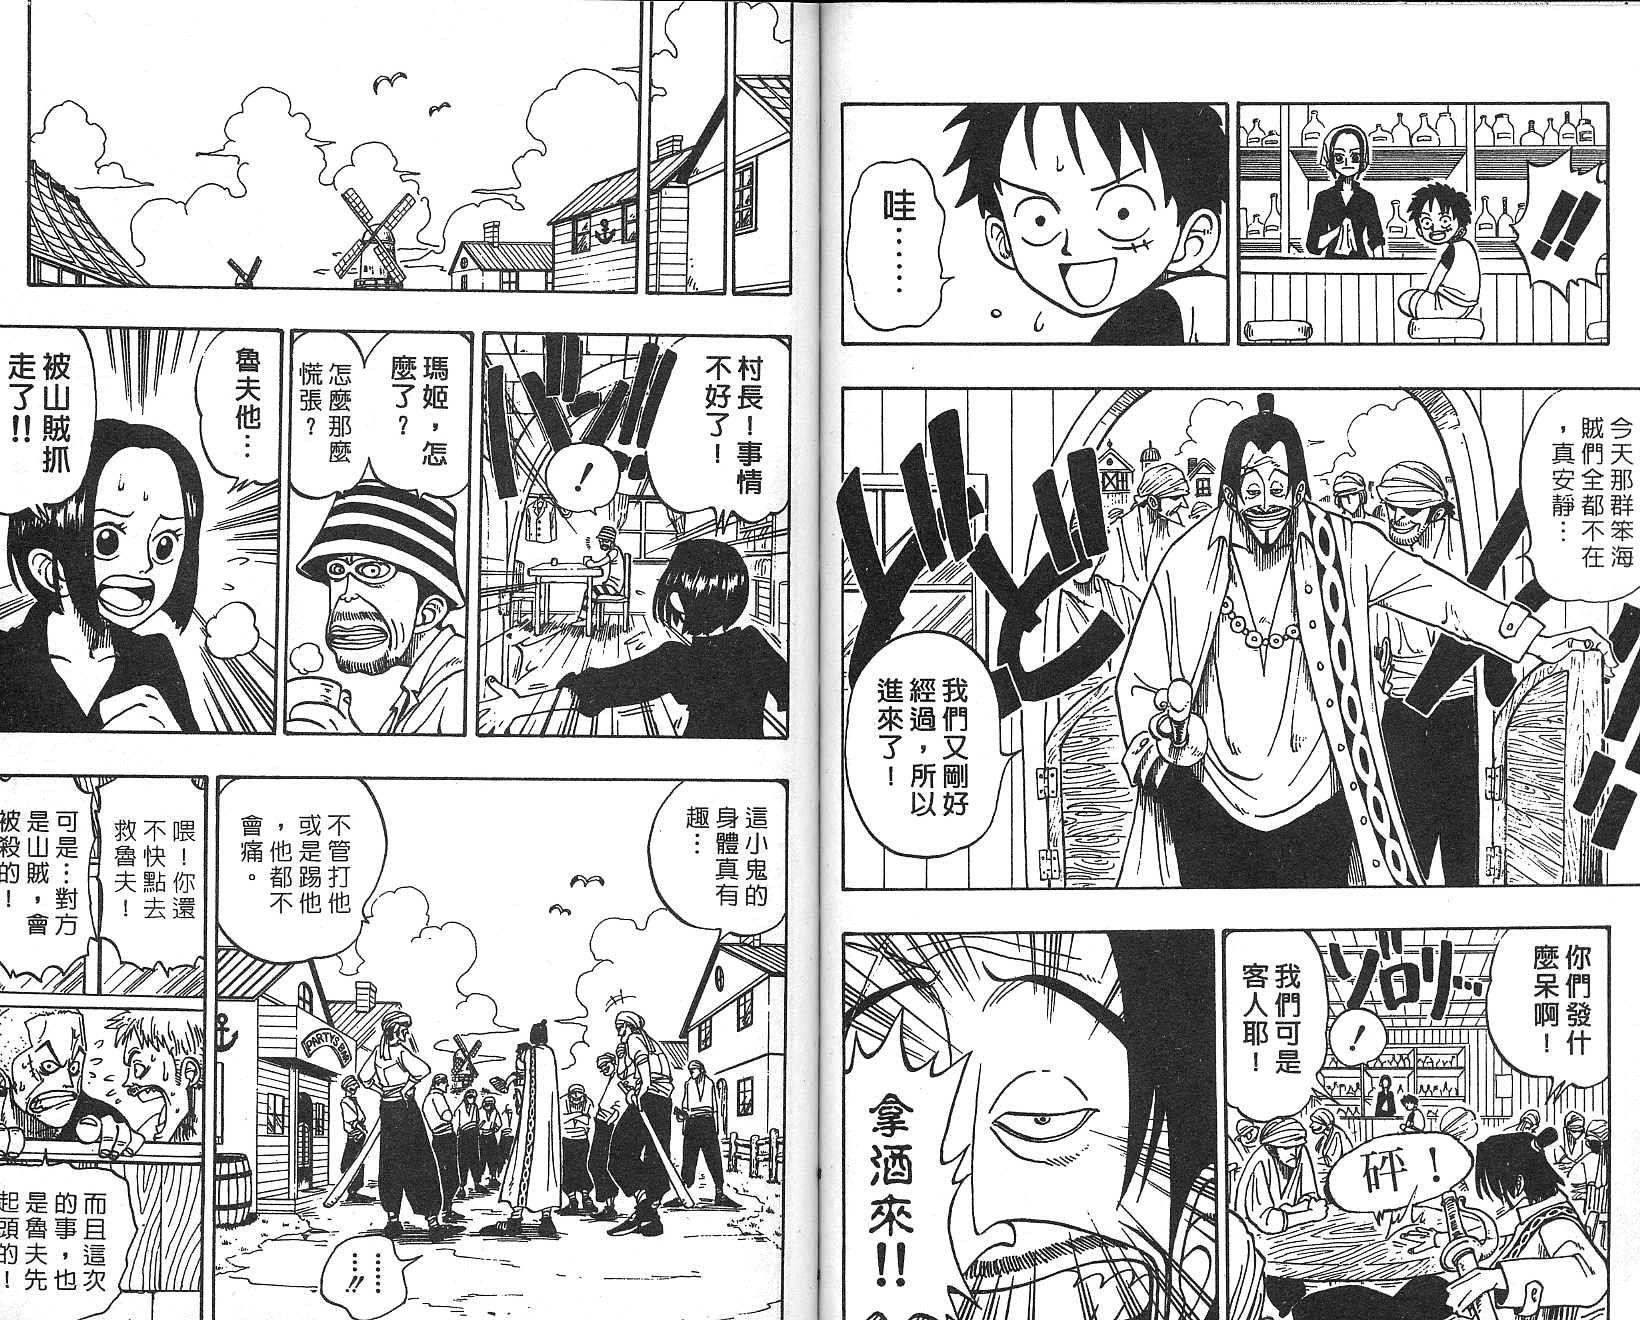 !!
哇……
今天那群笨海
賊們全都不在
，真安靜…
我們又剛好
經過，所以
進來了！
你們發什
麼呆啊！
ゾロリッ…
！
我們可是
客人耶！
砰！
拿酒來!!
村長！事情
不好了！
！
瑪姬，怎
麼了？
怎麼那麼
慌張？
魯夫他…
被山賊抓
走了!!
這小鬼的
身體真有
趣…
不管打他
或是踢他
，他都不
會痛。
PARTYS BAR
……
……!!
喂！你還
不快點去
救魯夫！
可是…對方
是山賊，會
被殺的！
而且這次
的事，也
是魯夫先
起頭的！